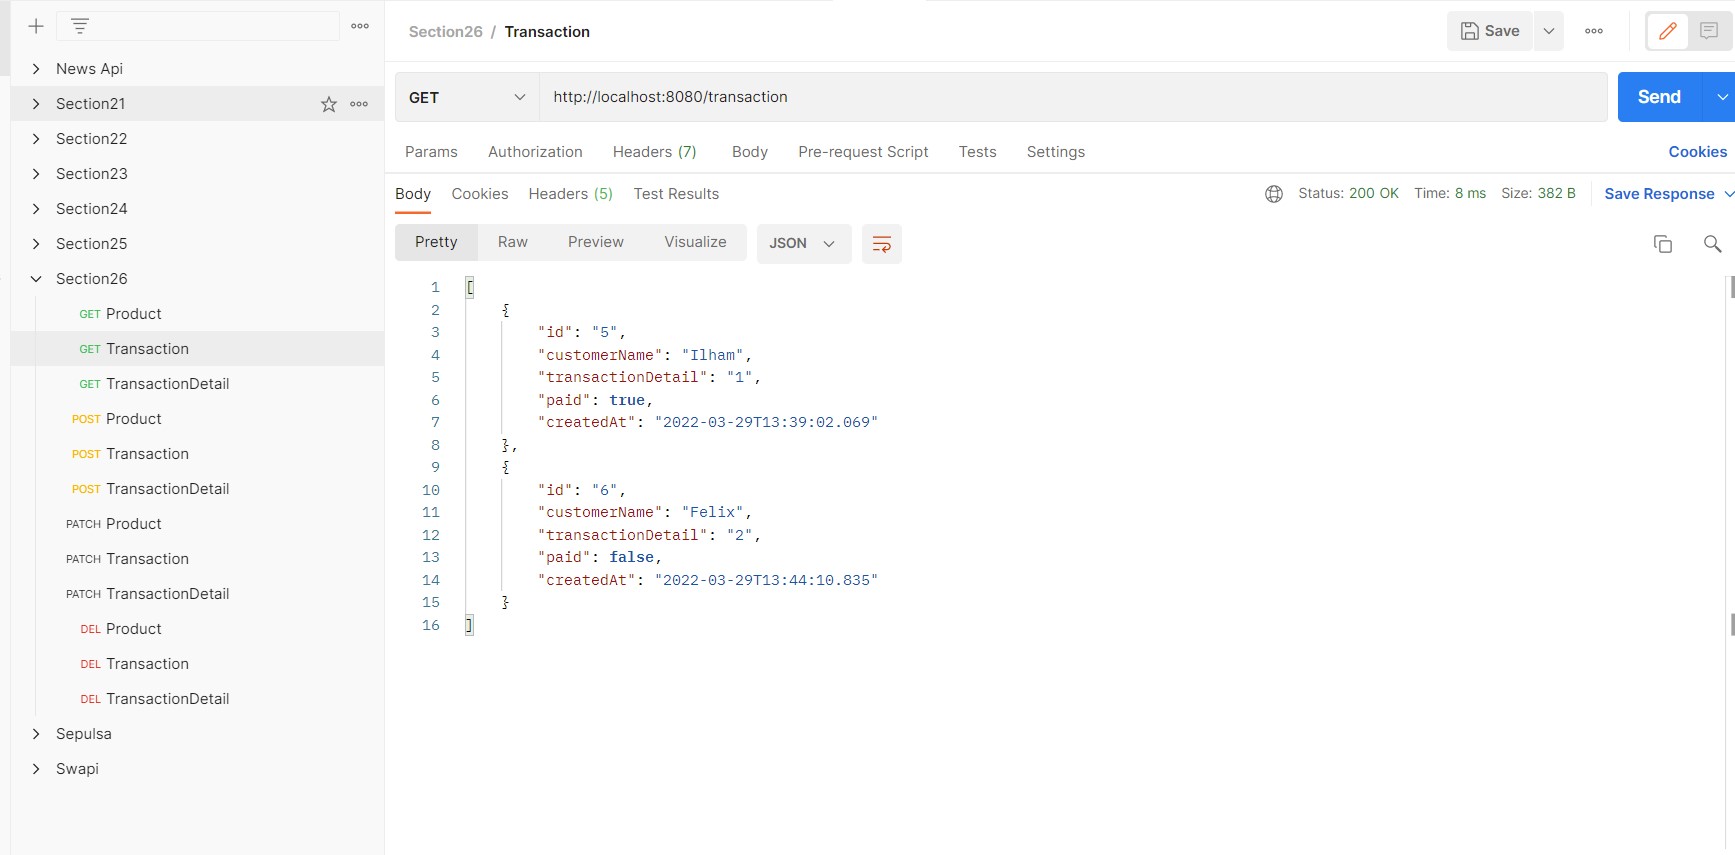 News Api
Section21
Section22
Section23
Section24
Section25
Section26
GET Product
GET Transaction
GET TransactionDetail
POST Product
POST Transaction
POST TransactionDetail
PATCH Product
PATCH Transaction
PATCH TransactionDetail
DEL Product
DEL Transaction
DEL TransactionDetail
Sepulsa
Swapi
Section26 / Transaction
Save
GET http://localhost:8080/transaction
Send
Params Authorization Headers (7) Body Pre-request Script Tests Settings
Cookies
Body Cookies Headers (5) Test Results
Status: 200 OK Time: 8 ms Size: 382 B
Save Response
Pretty Raw Preview Visualize JSON
1 [
2 {
3 "id": "5",
4 "customerName": "Ilham",
5 "transactionDetail": "1",
6 "paid": true,
7 "createdAt": "2022-03-29T13:39:02.069"
8 },
9 {
10 "id": "6",
11 "customerName": "Felix",
12 "transactionDetail": "2",
13 "paid": false,
14 "createdAt": "2022-03-29T13:44:10.835"
15 }
16 ]